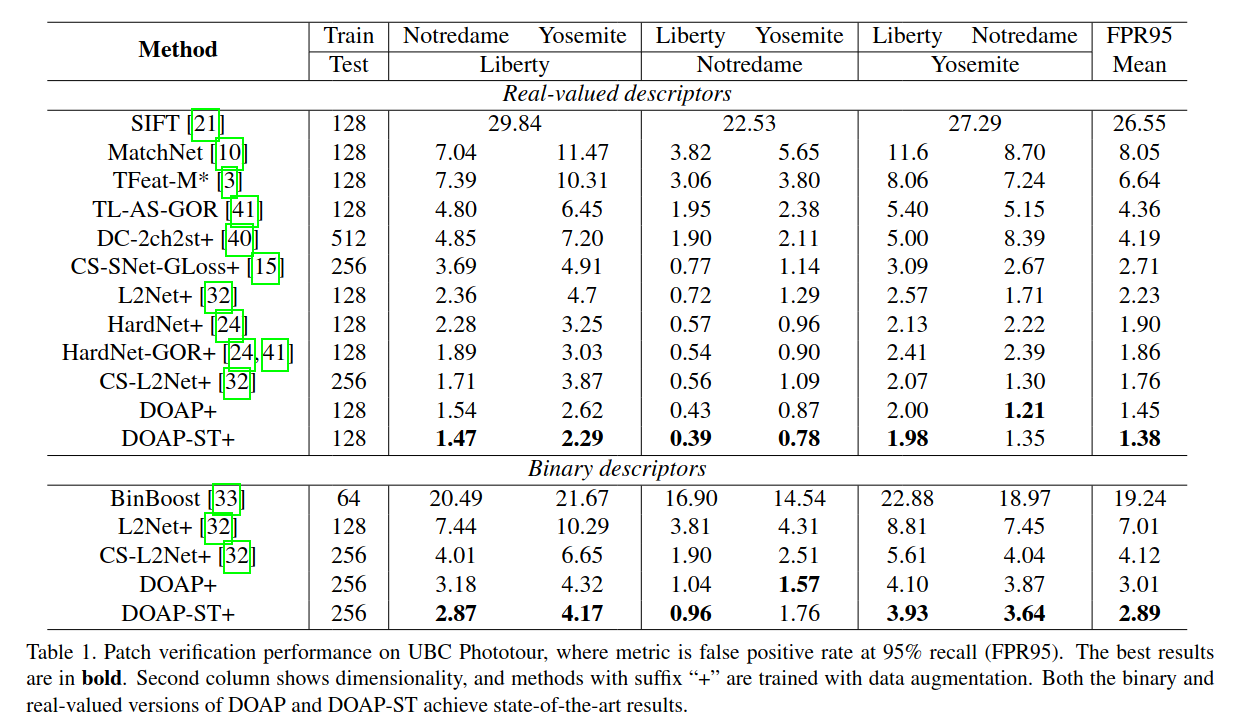 Method Train Notredame Yosemite Liberty Yosemite Liberty Notredame FPR95
Test Liberty Notredame Yosemite Mean
Real-valued descriptors
SIFT [21] 128 29.84 22.53 27.29 26.55
MatchNet [10] 128 7.04 11.47 3.82 5.65 11.6 8.70 8.05
TFeat-M* [3] 128 7.39 10.31 3.06 3.80 8.06 7.24 6.64
TL-AS-GOR [41] 128 4.80 6.45 1.95 2.38 5.40 5.15 4.36
DC-2ch2st+ [40] 512 4.85 7.20 1.90 2.11 5.00 8.39 4.19
CS-SNet-GLoss+ [15] 256 3.69 4.91 0.77 1.14 3.09 2.67 2.71
L2Net+ [32] 128 2.36 4.7 0.72 1.29 2.57 1.71 2.23
HardNet+ [24] 128 2.28 3.25 0.57 0.96 2.13 2.22 1.90
HardNet-GOR+ [24, 41] 128 1.89 3.03 0.54 0.90 2.41 2.39 1.86
CS-L2Net+ [32] 256 1.71 3.87 0.56 1.09 2.07 1.30 1.76
DOAP+ 128 1.54 2.62 0.43 0.87 2.00 1.21 1.45
DOAP-ST+ 128 1.47 2.29 0.39 0.78 1.98 1.35 1.38
Binary descriptors
BinBoost [33] 64 20.49 21.67 16.90 14.54 22.88 18.97 19.24
L2Net+ [32] 128 7.44 10.29 3.81 4.31 8.81 7.45 7.01
CS-L2Net+ [32] 256 4.01 6.65 1.90 2.51 5.61 4.04 4.12
DOAP+ 256 3.18 4.32 1.04 1.57 4.10 3.87 3.01
DOAP-ST+ 256 2.87 4.17 0.96 1.76 3.93 3.64 2.89
Table 1. Patch verification performance on UBC Phototour, where metric is false positive rate at 95% recall (FPR95). The best results
are in bold. Second column shows dimensionality, and methods with suffix “+” are trained with data augmentation. Both the binary and
real-valued versions of DOAP and DOAP-ST achieve state-of-the-art results.